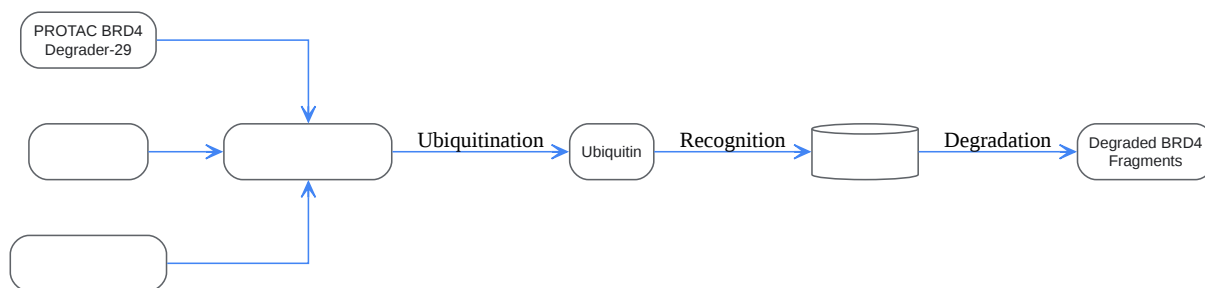 PROTAC BRD4
Degrader-29
Ubiquitination
Ubiquitin
Recognition
Degradation
Degraded BRD4
Fragments